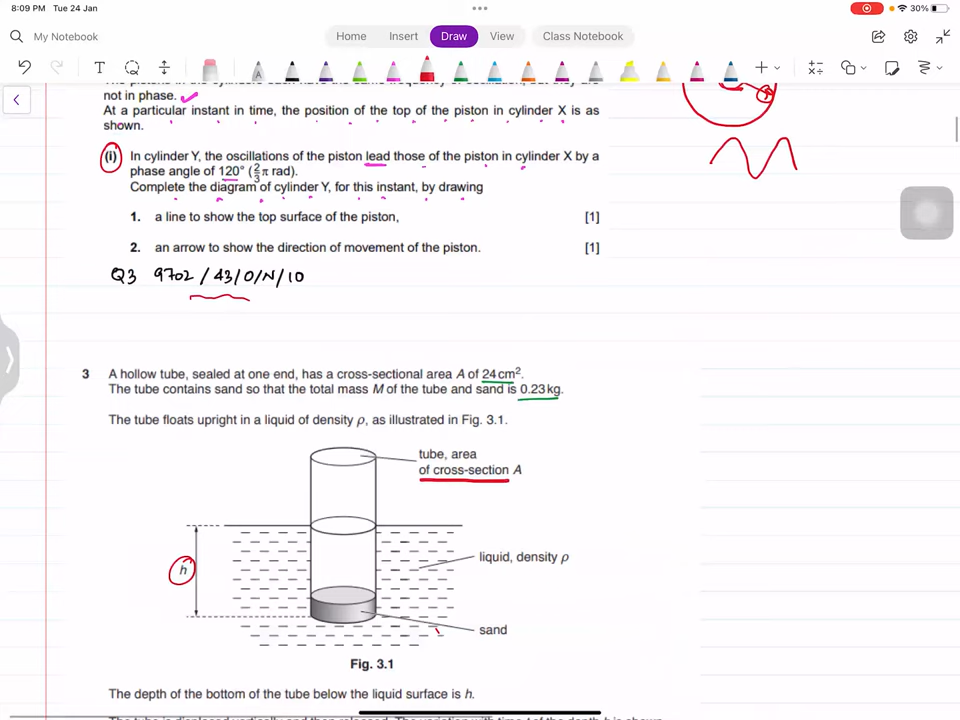 8:09 PM Tue 24 Jan
30%
My Notebook
Home Insert Draw View Class Notebook
not in phase.
At a particular instant in time, the position of the top of the piston in cylinder X is as
shown.
(i) In cylinder Y, the oscillations of the piston lead those of the piston in cylinder X by a
phase angle of 120° (2/3 π rad).
Complete the diagram of cylinder Y, for this instant, by drawing
1. a line to show the top surface of the piston, [1]
2. an arrow to show the direction of movement of the piston. [1]
Q3 9702 / 43/O/N/10
3 A hollow tube, sealed at one end, has a cross-sectional area A of 24 cm².
The tube contains sand so that the total mass M of the tube and sand is 0.23 kg.
The tube floats upright in a liquid of density ρ, as illustrated in Fig. 3.1.
tube, area
of cross-section A
liquid, density ρ
h
sand
Fig. 3.1
The depth of the bottom of the tube below the liquid surface is h.